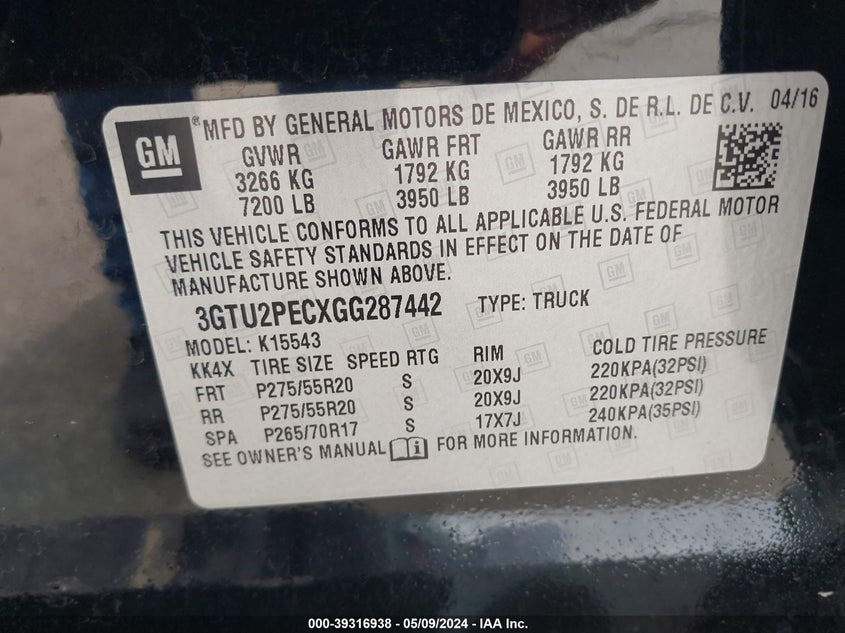 GM
® MFD BY GENERAL MOTORS DE MEXICO, S. DE R.L. DE C.V. 04/16
GVWR GAWR FRT GAWR RR
3266 KG 1792 KG 1792 KG
7200 LB 3950 LB 3950 LB
THIS VEHICLE CONFORMS TO ALL APPLICABLE U.S. FEDERAL MOTOR
VEHICLE SAFETY STANDARDS IN EFFECT ON THE DATE OF
MANUFACTURE SHOWN ABOVE.
3GTU2PECXGG287442 TYPE: TRUCK
MODEL: K15543
KK4X TIRE SIZE SPEED RTG RIM COLD TIRE PRESSURE
FRT P275/55R20 S 20X9J 220KPA(32PSI)
RR P275/55R20 S 20X9J 220KPA(32PSI)
SPA P265/70R17 S 17X7J 240KPA(35PSI)
SEE OWNER'S MANUAL i FOR MORE INFORMATION.
000-39316938 - 05/09/2024 - IAA Inc.